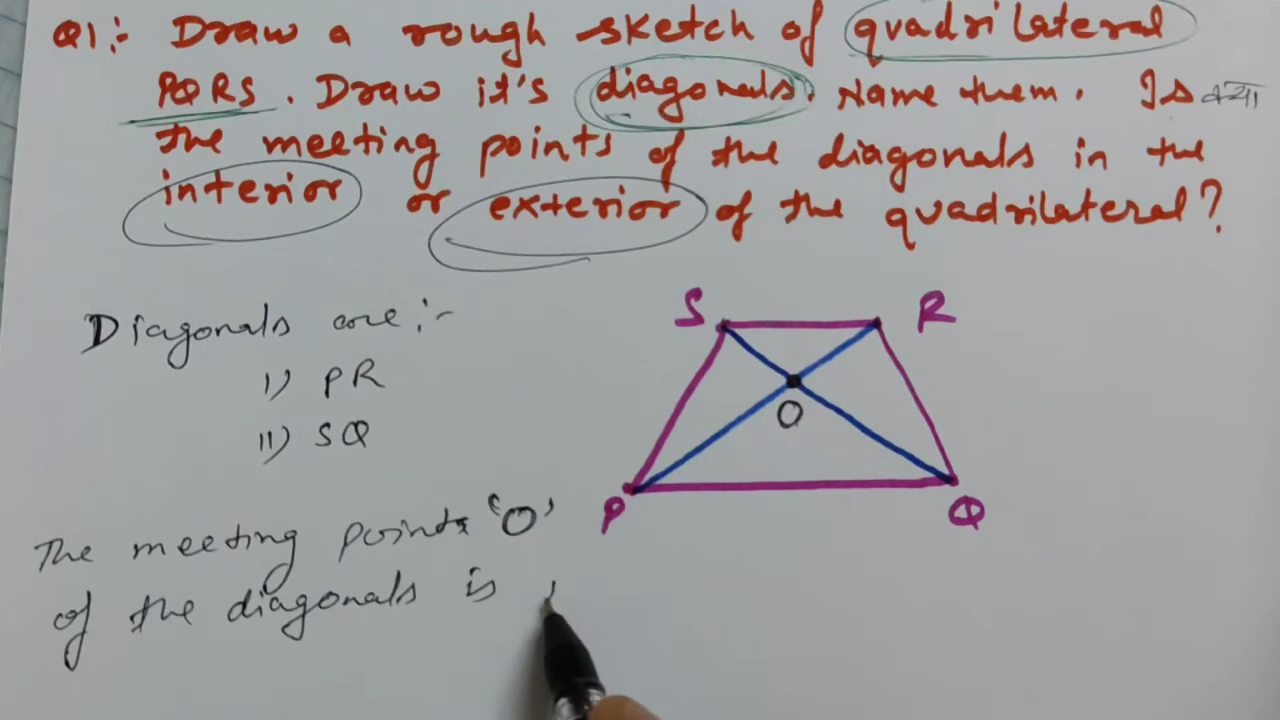 Q1:- Draw a rough sketch of quadrilateral
PQRS. Draw it's diagonals. Name them. Is
the meeting points of the diagonals in the
interior or exterior of the quadrilateral?
Diagonals are:-
i) PR
ii) SQ
The meeting points 'O'
of the diagonals is
S
R
O
P
Q